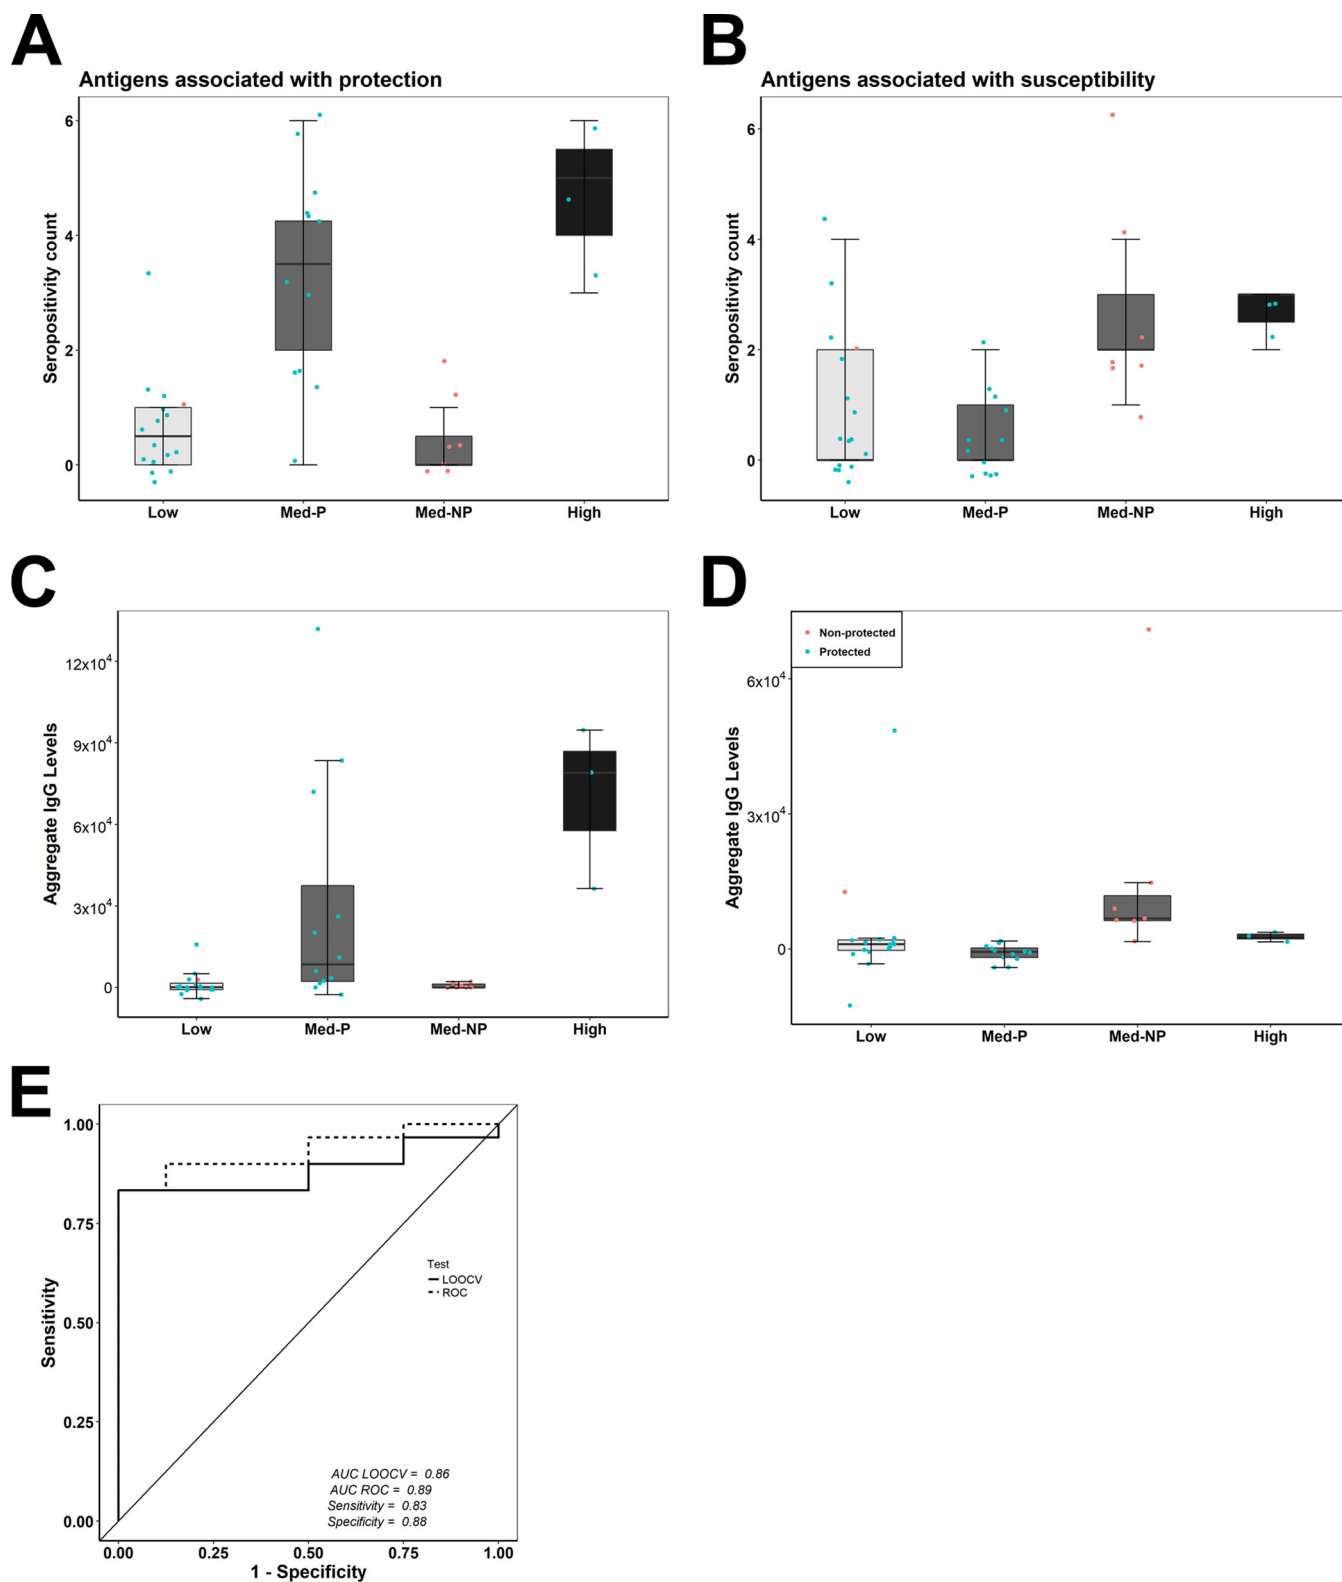 A
Antigens associated with protection
Seropositivity count
6
4
2
0
Low Med-P Med-NP High
B
Antigens associated with susceptibility
Seropositivity count
6
4
2
0
Low Med-P Med-NP High
C
Aggregate IgG Levels
12x10⁴
9x10⁴
6x10⁴
3x10⁴
0
Low Med-P Med-NP High
D
Non-protected
Protected
Aggregate IgG Levels
6x10⁴
3x10⁴
0
Low Med-P Med-NP High
E
Sensitivity
1.00
0.75
0.50
0.25
0.00
Test
LOOCV
ROC
AUC LOOCV = 0.86
AUC ROC = 0.89
Sensitivity = 0.83
Specificity = 0.88
0.00 0.25 0.50 0.75 1.00
1 - Specificity